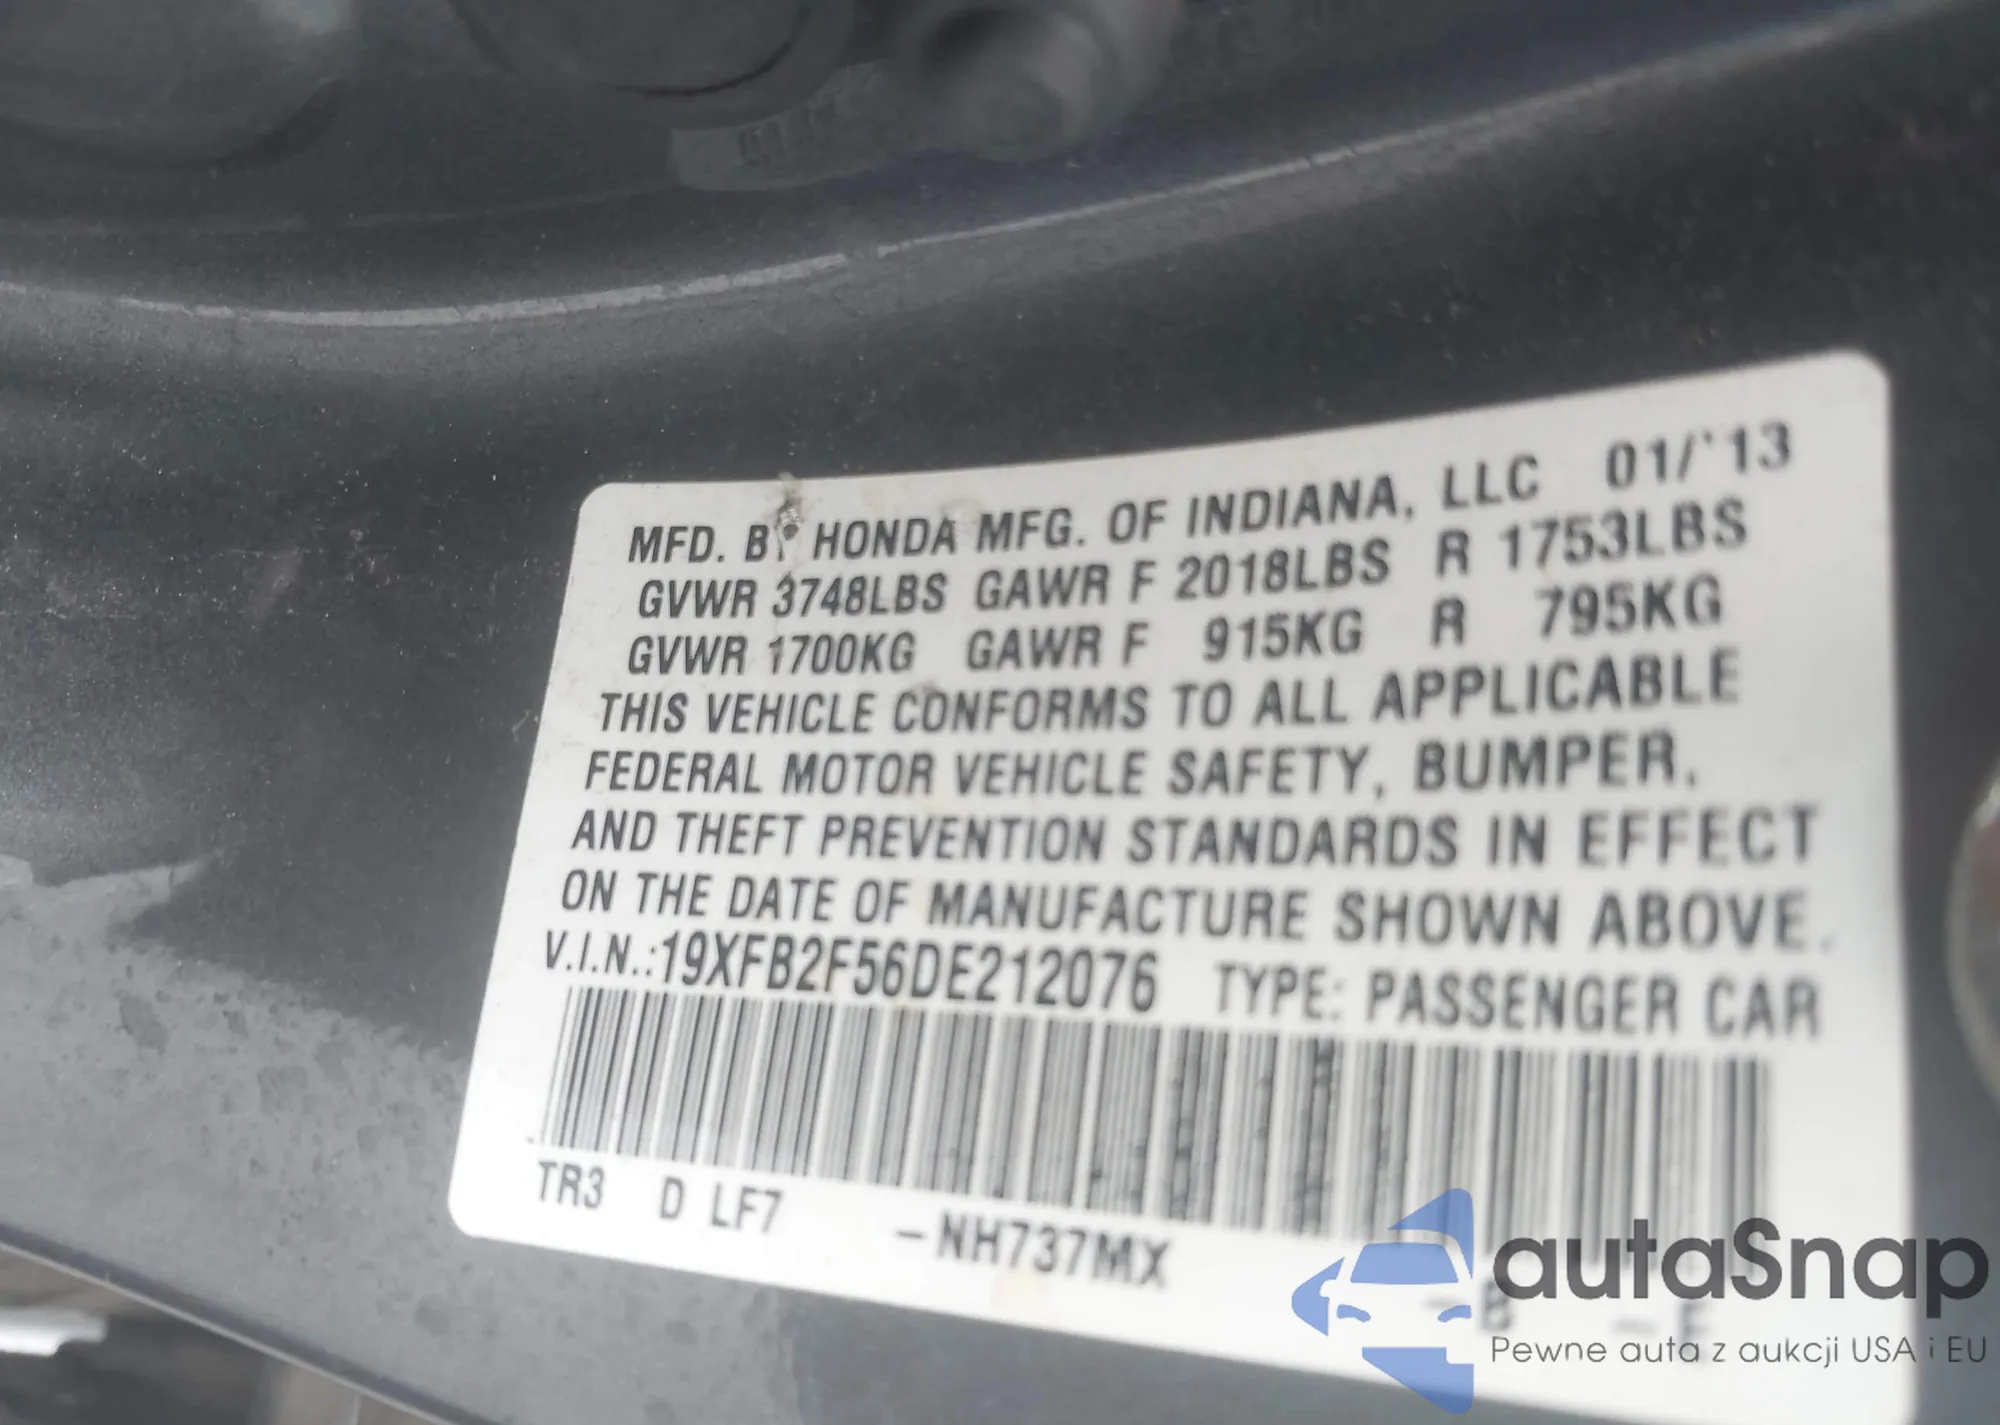 MFD. BY HONDA MFG. OF INDIANA, LLC 01/'13
GVWR 3748LBS GAWR F 2018LBS R 1753LBS
GVWR 1700KG GAWR F 915KG R 795KG
THIS VEHICLE CONFORMS TO ALL APPLICABLE
FEDERAL MOTOR VEHICLE SAFETY, BUMPER,
AND THEFT PREVENTION STANDARDS IN EFFECT
ON THE DATE OF MANUFACTURE SHOWN ABOVE.
V.I.N.:19XFB2F56DE212076 TYPE: PASSENGER CAR
TR3 D LF7 -NH737MX -B -E
autaSnap
Pewne auta z aukcji USA i EU